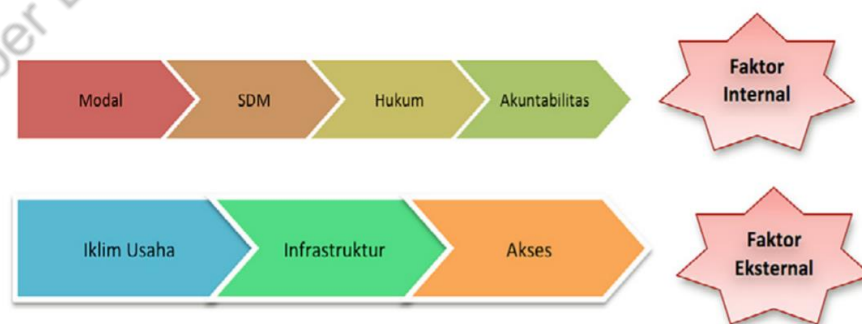 Modal
SDM
Hukum
Akuntabilitas
Faktor
Internal
Iklim Usaha
Infrastruktur
Akses
Faktor
Eksternal